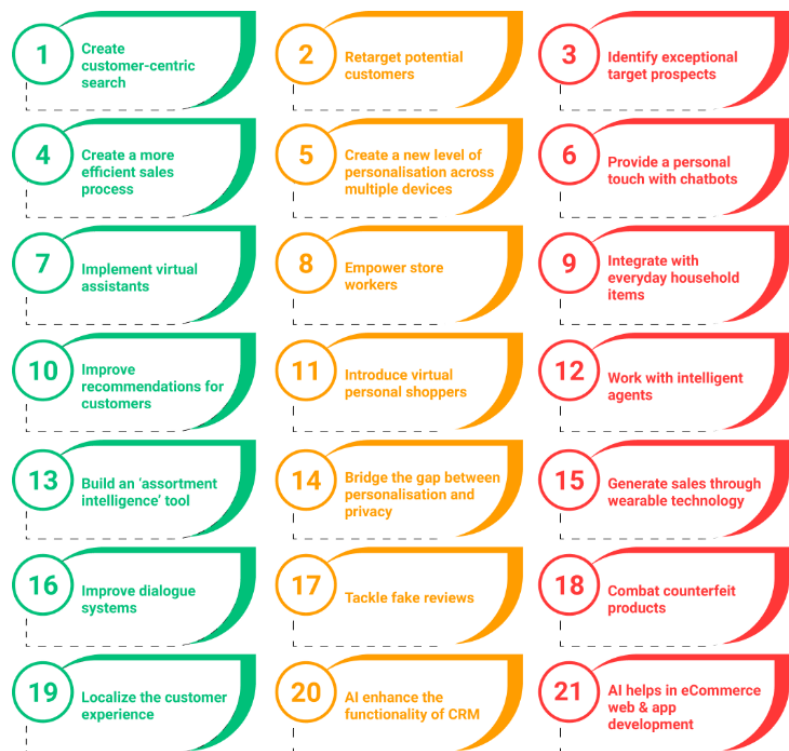 1
Create
customer-centric
search
2
Retarget potential
customers
3
Identify exceptional
target prospects
4
Create a more
efficient sales
process
5
Create a new level of
personalisation across
multiple devices
6
Provide a personal
touch with chatbots
7
Implement virtual
assistants
8
Empower store
workers
9
Integrate with
everyday household
items
10
Improve
recommendations for
customers
11
Introduce virtual
personal shoppers
12
Work with intelligent
agents
13
Build an ‘assortment
intelligence’ tool
14
Bridge the gap between
personalisation and
privacy
15
Generate sales through
wearable technology
16
Improve dialogue
systems
17
Tackle fake reviews
18
Combat counterfeit
products
19
Localize the customer
experience
20
AI enhance the
functionality of CRM
21
AI helps in eCommerce
web & app
development